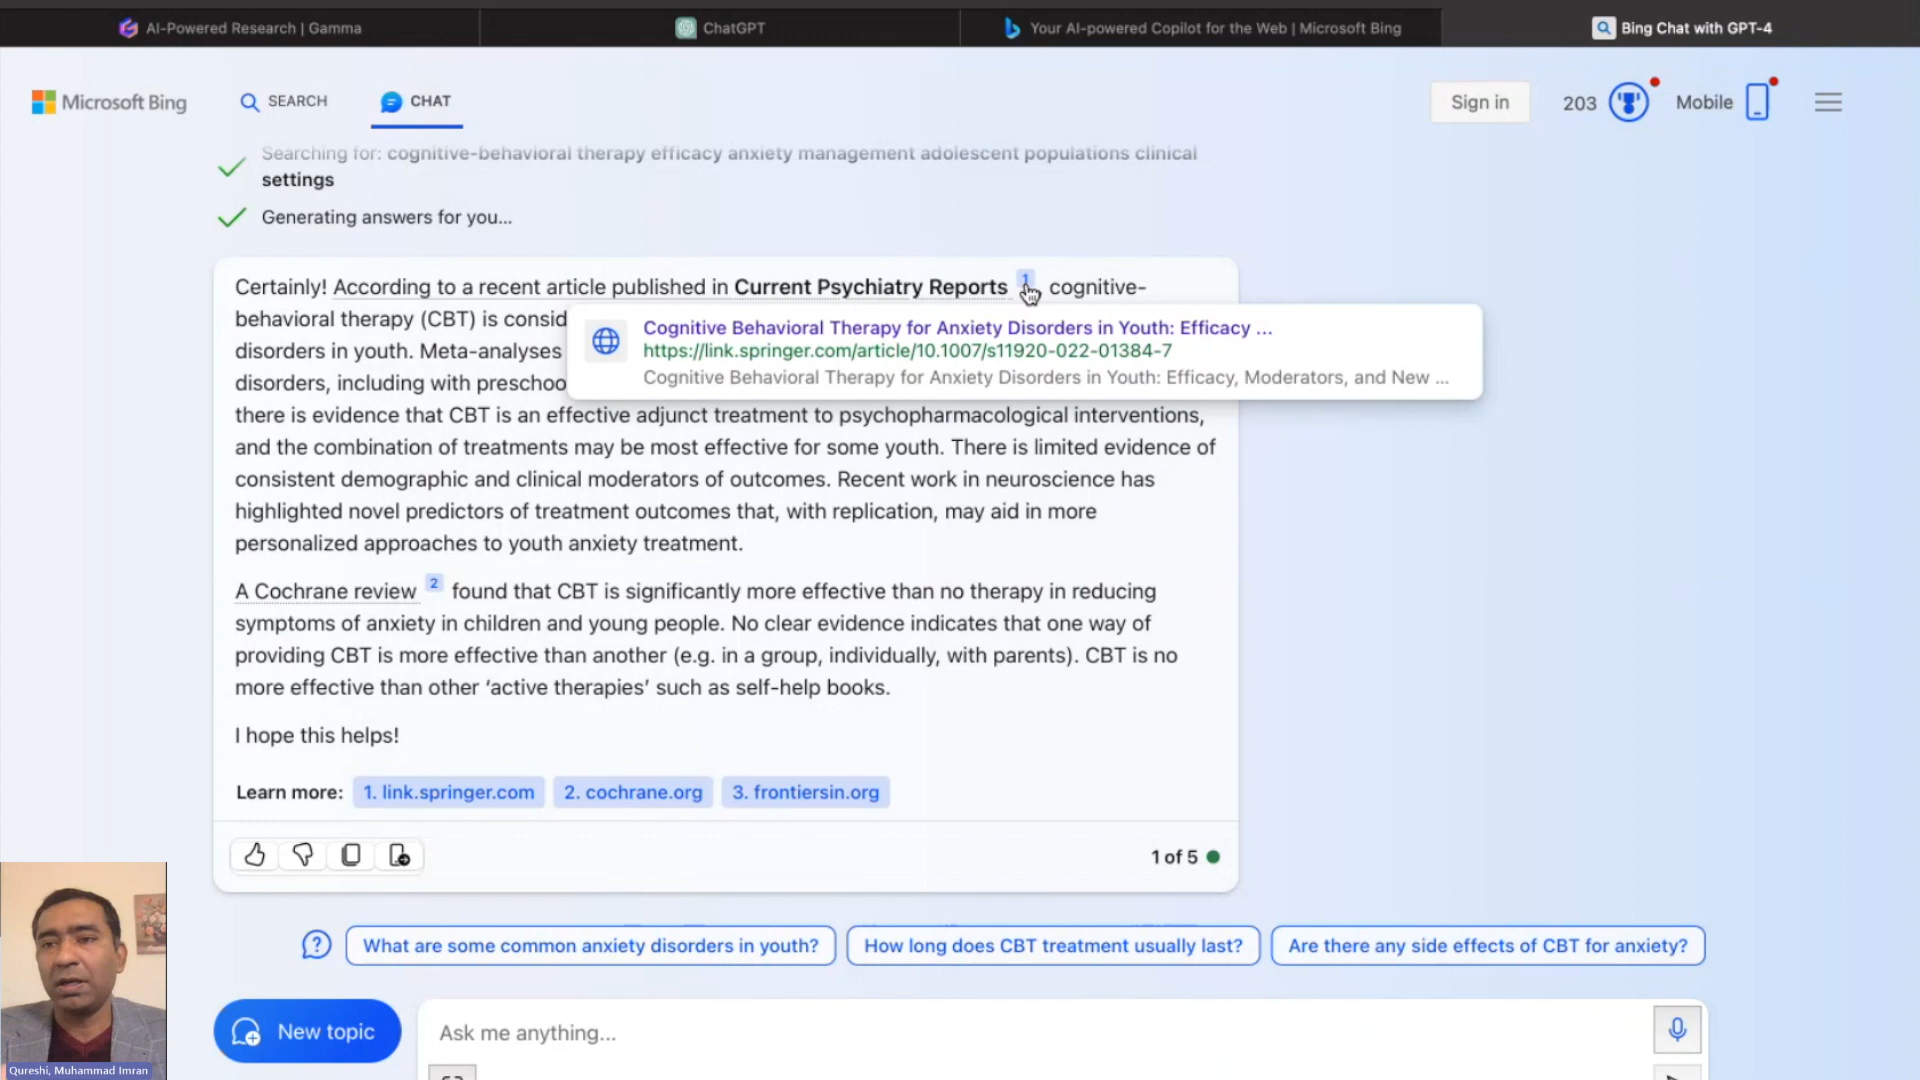 AI-Powered Research | Gamma
ChatGPT
Your AI-powered Copilot for the Web | Microsoft Bing
Bing Chat with GPT-4
Microsoft Bing
SEARCH
CHAT
Sign in
203
Mobile
Searching for: cognitive-behavioral therapy efficacy anxiety management adolescent populations clinical
settings
Generating answers for you...
Certainly! According to a recent article published in Current Psychiatry Reports 1 cognitive-
behavioral therapy (CBT) is consid
Cognitive Behavioral Therapy for Anxiety Disorders in Youth: Efficacy ...
https://link.springer.com/article/10.1007/s11920-022-01384-7
Cognitive Behavioral Therapy for Anxiety Disorders in Youth: Efficacy, Moderators, and New ...
disorders in youth. Meta-analyses
disorders, including with preschoo
there is evidence that CBT is an effective adjunct treatment to psychopharmacological interventions,
and the combination of treatments may be most effective for some youth. There is limited evidence of
consistent demographic and clinical moderators of outcomes. Recent work in neuroscience has
highlighted novel predictors of treatment outcomes that, with replication, may aid in more
personalized approaches to youth anxiety treatment.
A Cochrane review 2 found that CBT is significantly more effective than no therapy in reducing
symptoms of anxiety in children and young people. No clear evidence indicates that one way of
providing CBT is more effective than another (e.g. in a group, individually, with parents). CBT is no
more effective than other ‘active therapies’ such as self-help books.
I hope this helps!
Learn more: 1. link.springer.com 2. cochrane.org 3. frontiersin.org
1 of 5
What are some common anxiety disorders in youth?
How long does CBT treatment usually last?
Are there any side effects of CBT for anxiety?
New topic
Ask me anything...
Qureshi, Muhammad Imran